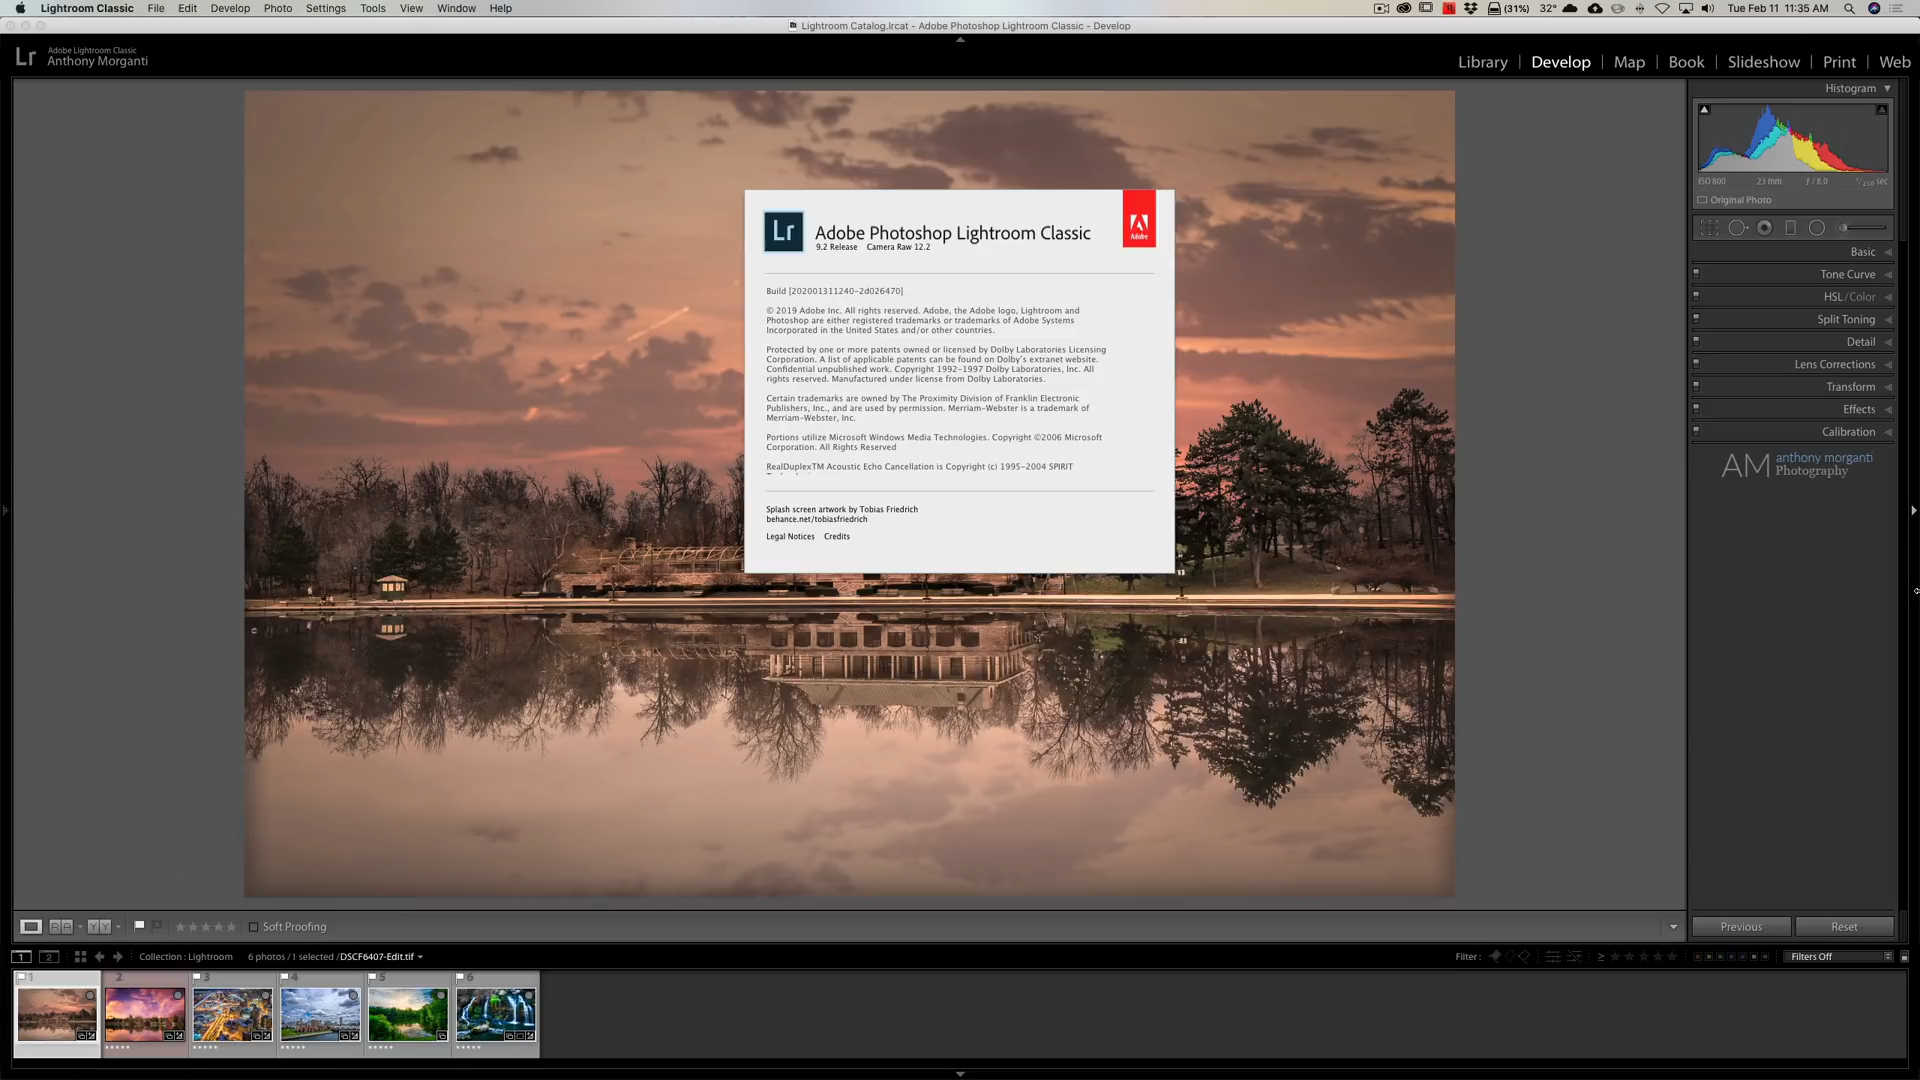 Lightroom Classic File Edit Develop Photo Settings Tools View Window Help
(31%) 32° Tue Feb 11 11:35 AM
Lightroom Catalog.lrcat - Adobe Photoshop Lightroom Classic - Develop
Lr Adobe Lightroom Classic
Anthony Morganti
Library | Develop | Map | Book | Slideshow | Print | Web
Histogram
ISO 800 23 mm ƒ / 8.0 1/250 sec
Original Photo
Basic
Tone Curve
HSL / Color
Split Toning
Detail
Lens Corrections
Transform
Effects
Calibration
AM anthony morganti
Photography
Lr Adobe Photoshop Lightroom Classic
9.2 Release Camera Raw 12.2
Adobe
Build [202001311240-2d026470]
© 2019 Adobe Inc. All rights reserved. Adobe, the Adobe logo, Lightroom and
Photoshop are either registered trademarks or trademarks of Adobe Systems
Incorporated in the United States and/or other countries.
Protected by one or more patents owned or licensed by Dolby Laboratories Licensing
Corporation. A list of applicable patents can be found on Dolby's extranet website.
Confidential unpublished work. Copyright 1992-1997 Dolby Laboratories, Inc. All
rights reserved. Manufactured under license from Dolby Laboratories.
Certain trademarks are owned by The Proximity Division of Franklin Electronic
Publishers, Inc., and are used by permission. Merriam-Webster is a trademark of
Merriam-Webster, Inc.
Portions utilize Microsoft Windows Media Technologies. Copyright ©2006 Microsoft
Corporation. All Rights Reserved
RealDuplexTM Acoustic Echo Cancellation is Copyright (c) 1995-2004 SPIRIT
Splash screen artwork by Tobias Friedrich
behance.net/tobiasfriedrich
Legal Notices Credits
R A Y Y Soft Proofing
Previous Reset
1 2 Collection : Lightroom 6 photos / 1 selected / DSCF6407-Edit.tif
Filter : ≥ Filters Off
1 2 3 4 5 6